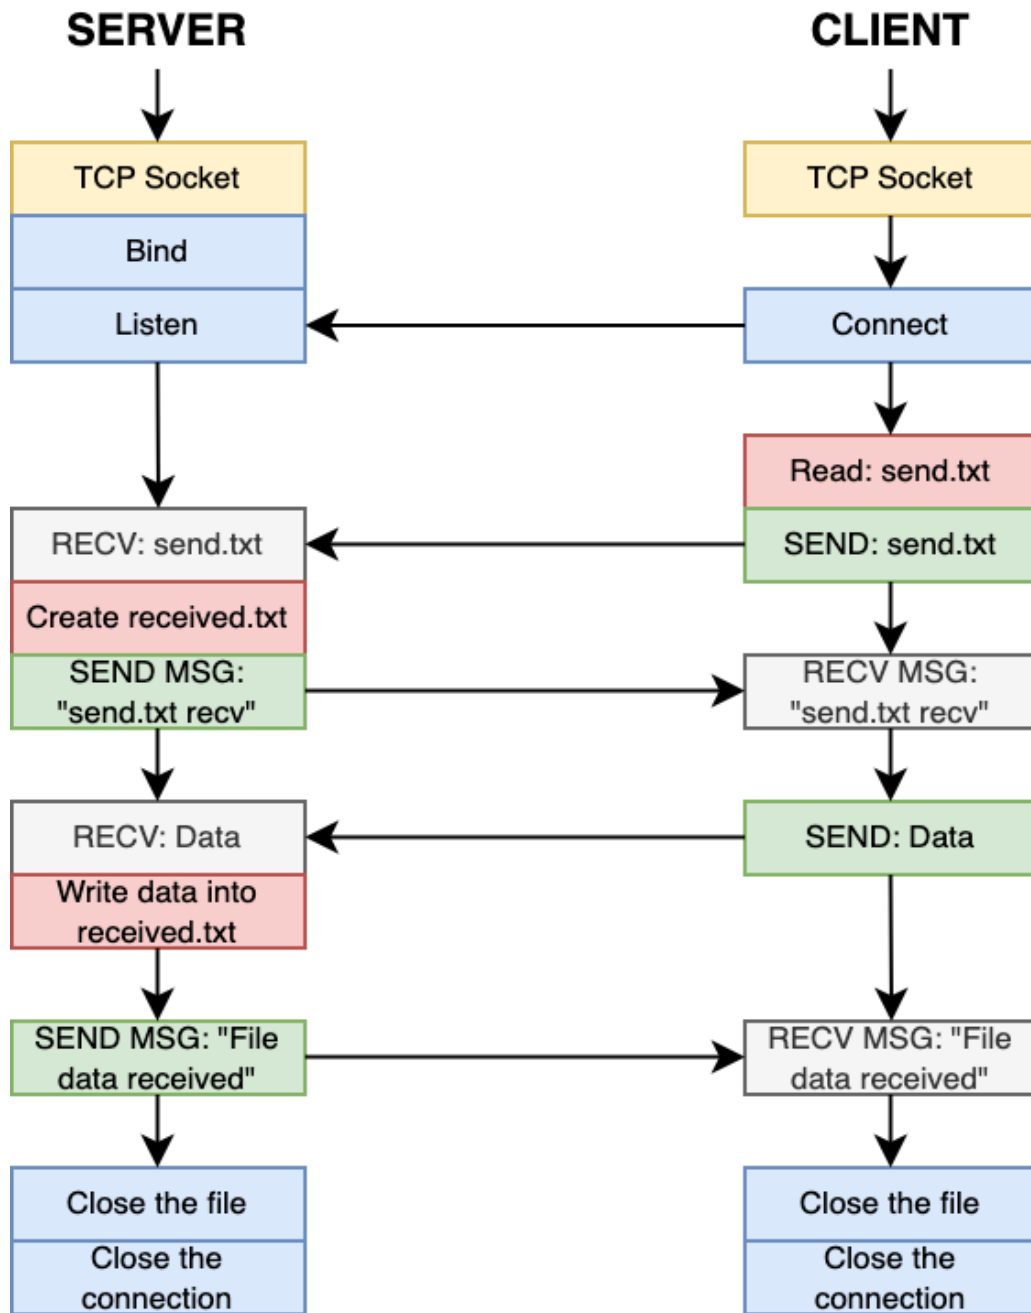 SERVER
CLIENT
TCP Socket
TCP Socket
Bind
Listen
Connect
Read: send.txt
RECV: send.txt
SEND: send.txt
Create received.txt
SEND MSG:
"send.txt recv"
RECV MSG:
"send.txt recv"
RECV: Data
SEND: Data
Write data into
received.txt
SEND MSG: "File
data received"
RECV MSG: "File
data received"
Close the file
Close the file
Close the
connection
Close the
connection